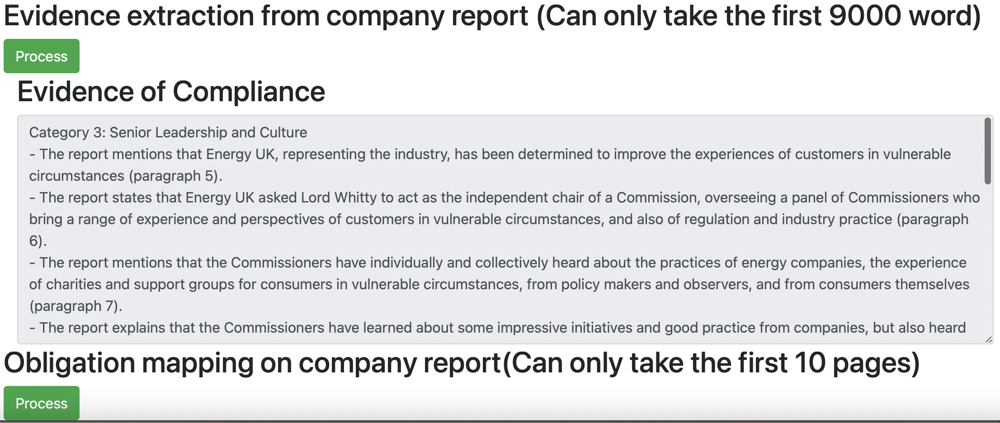 Evidence extraction from company report (Can only take the first 9000 word)
Process
Evidence of Compliance
Category 3: Senior Leadership and Culture
- The report mentions that Energy UK, representing the industry, has been determined to improve the experiences of customers in vulnerable
circumstances (paragraph 5).
- The report states that Energy UK asked Lord Whitty to act as the independent chair of a Commission, overseeing a panel of Commissioners who
bring a range of experience and perspectives of customers in vulnerable circumstances, and also of regulation and industry practice (paragraph
6).
- The report mentions that the Commissioners have individually and collectively heard about the practices of energy companies, the experience
of charities and support groups for consumers in vulnerable circumstances, from policy makers and observers, and from consumers themselves
(paragraph 7).
- The report explains that the Commissioners have learned about some impressive initiatives and good practice from companies, but also heard
Obligation mapping on company report(Can only take the first 10 pages)
Process